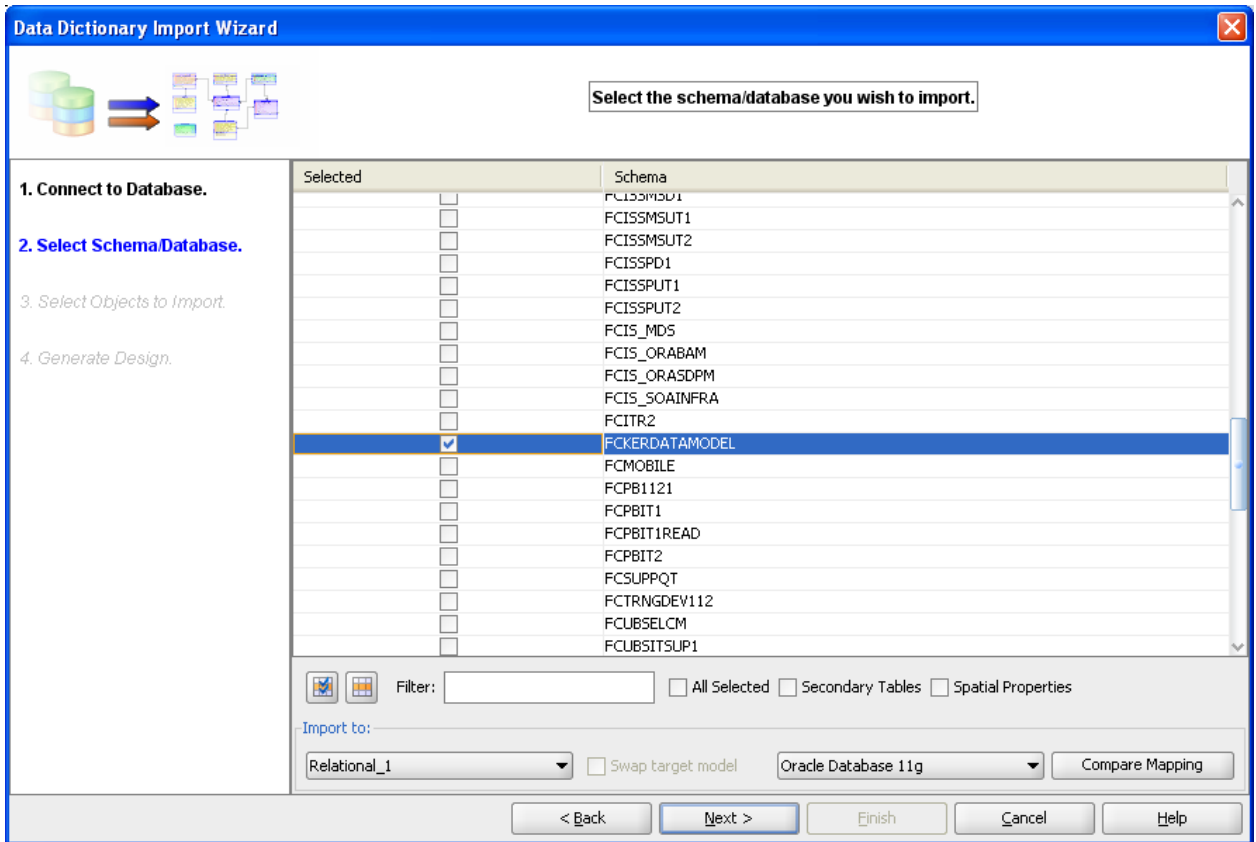 Data Dictionary Import Wizard
Select the schema/database you wish to import.
1. Connect to Database.
2. Select Schema/Database.
3. Select Objects to Import.
4. Generate Design.
Selected Schema
FCISSMSD1
FCISSMSUT1
FCISSMSUT2
FCISSPD1
FCISSPUT1
FCISSPUT2
FCIS_MDS
FCIS_ORABAM
FCIS_ORASDPM
FCIS_SOAINFRA
FCITR2
FCKERDATAMODEL
FCMOBILE
FCPB1121
FCPBIT1
FCPBIT1READ
FCPBIT2
FCSUPPQT
FCTRNGDEV112
FCUBSELCM
FCUBSITSUP1
Filter: All Selected Secondary Tables Spatial Properties
Import to:
Relational_1 Swap target model Oracle Database 11g Compare Mapping
< Back Next > Finish Cancel Help